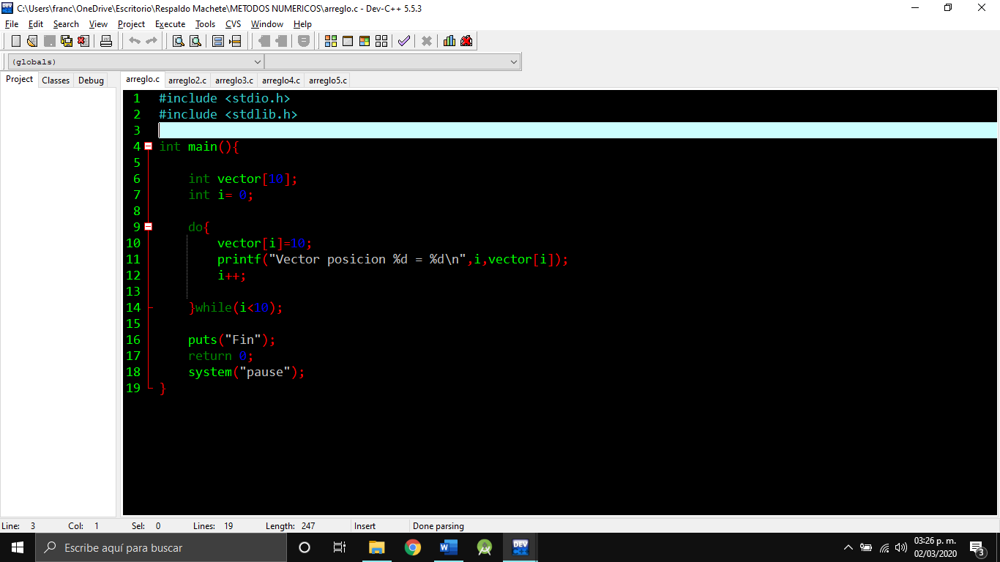 C:\Users\franc\OneDrive\Escritorio\Respaldo Machete\METODOS NUMERICOS\arreglo.c - Dev-C++ 5.5.3
File Edit Search View Project Execute Tools CVS Window Help
(globals)
Project Classes Debug
arreglo.c arreglo2.c arreglo3.c arreglo4.c arreglo5.c
1 #include <stdio.h>
2 #include <stdlib.h>
3
4 int main(){
5
6 int vector[10];
7 int i= 0;
8
9 do{
10 vector[i]=10;
11 printf("Vector posicion %d = %d\n",i,vector[i]);
12 i++;
13
14 }while(i<10);
15
16 puts("Fin");
17 return 0;
18 system("pause");
19 }
Line: 3 Col: 1 Sel: 0 Lines: 19 Length: 247 Insert Done parsing
Escribe aquí para buscar
DEV C++
03:26 p. m.
02/03/2020
3